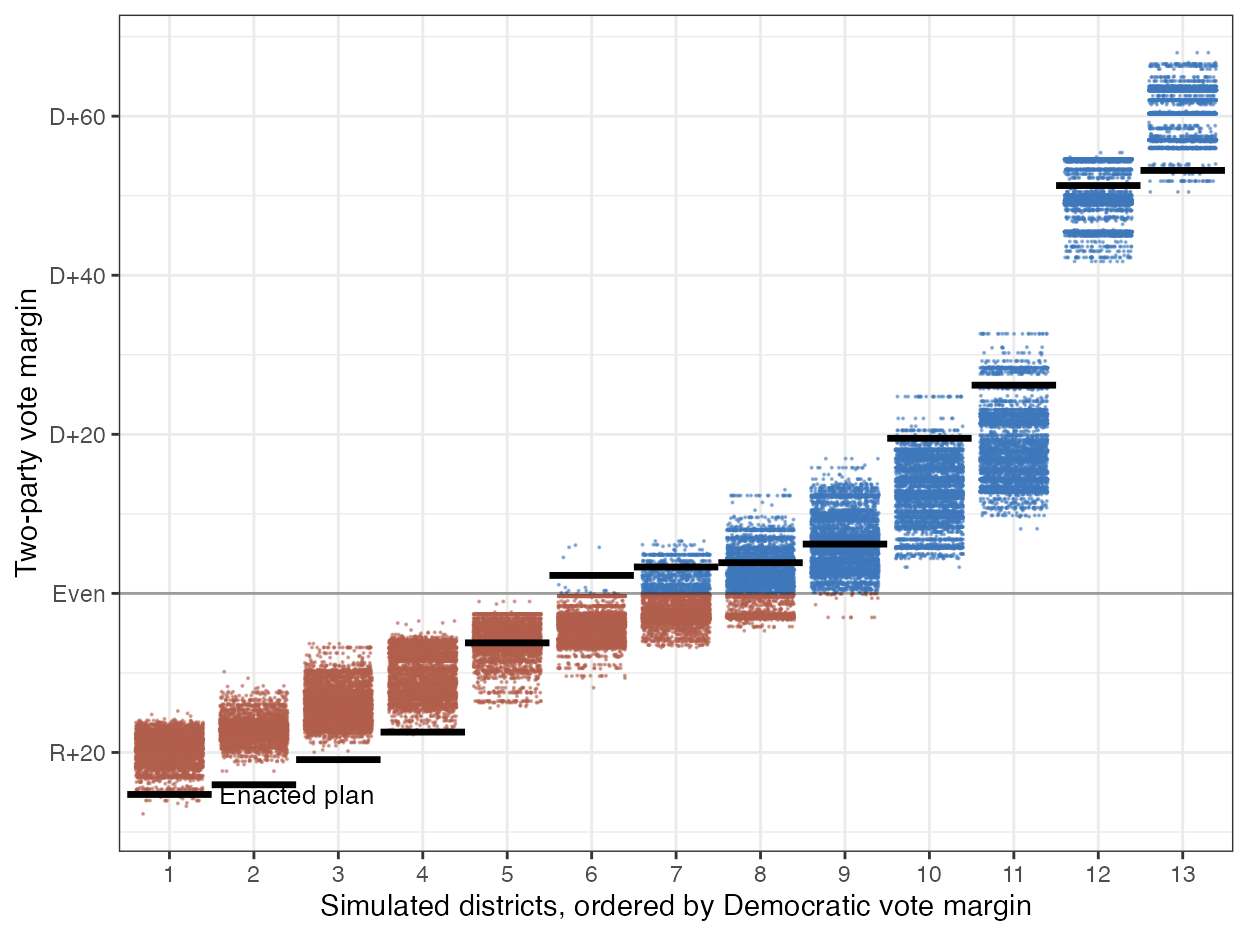 D+60
D+40
D+20
Even
R+20
Two-party vote margin
Enacted plan
1 2 3 4 5 6 7 8 9 10 11 12 13
Simulated districts, ordered by Democratic vote margin